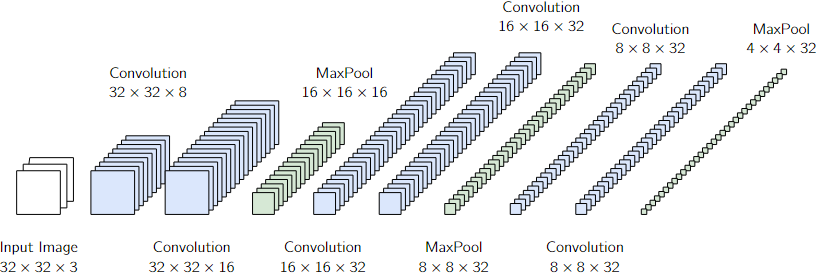 Convolution
16 × 16 × 32
Convolution
8 × 8 × 32
MaxPool
4 × 4 × 32
Convolution
32 × 32 × 8
MaxPool
16 × 16 × 16
Input Image
32 × 32 × 3
Convolution
32 × 32 × 16
Convolution
16 × 16 × 32
MaxPool
8 × 8 × 32
Convolution
8 × 8 × 32